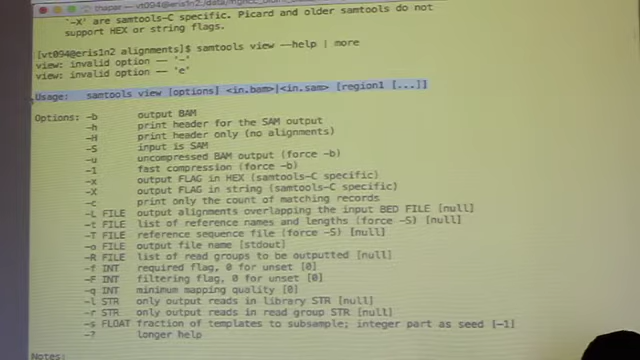 '-X' are samtools-C specific. Picard and older samtools do not
support HEX or string flags.
[vt094@eris1n2 alignments]$ samtools view --help | more
view: invalid option -- '-'
view: invalid option -- 'e'
Usage: samtools view [options] <in.bam>|<in.sam> [region1 [...]]
Options: -b output BAM
-h print header for the SAM output
-H print header only (no alignments)
-S input is SAM
-u uncompressed BAM output (force -b)
-1 fast compression (force -b)
-x output FLAG in HEX (samtools-C specific)
-X output FLAG in string (samtools-C specific)
-c print only the count of matching records
-L FILE output alignments overlapping the input BED FILE [null]
-t FILE list of reference names and lengths (force -S) [null]
-T FILE reference sequence file (force -S) [null]
-o FILE output file name [stdout]
-R FILE list of read groups to be outputted [null]
-f INT required flag, 0 for unset [0]
-F INT filtering flag, 0 for unset [0]
-q INT minimum mapping quality [0]
-l STR only output reads in library STR [null]
-r STR only output reads in read group STR [null]
-s FLOAT fraction of templates to subsample; integer part as seed [-1]
-? longer help
Notes: